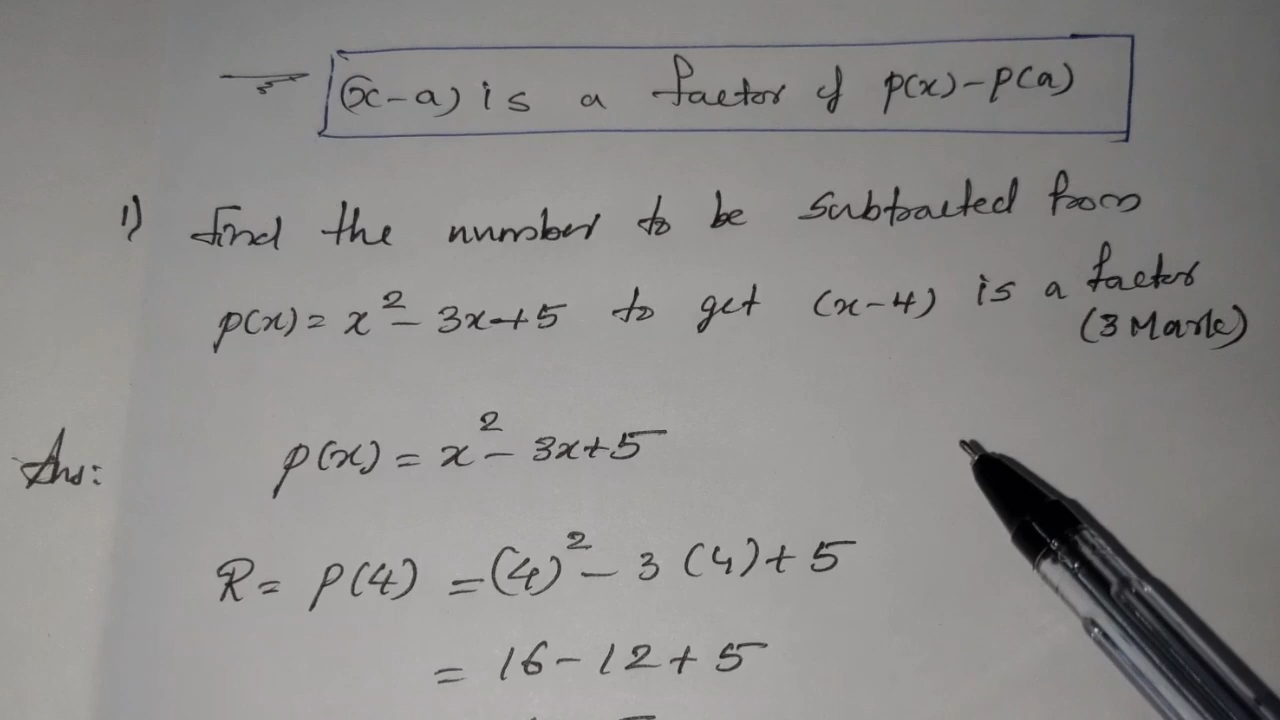 (x-a) is a factor of p(x)-p(a)
1) Find the number to be subtracted from
p(x) = x² - 3x+5 to get (x-4) is a factor
(3 Mark)
Ans: p(x) = x² - 3x+5
R = p(4) = (4)² - 3(4)+5
= 16-12+5